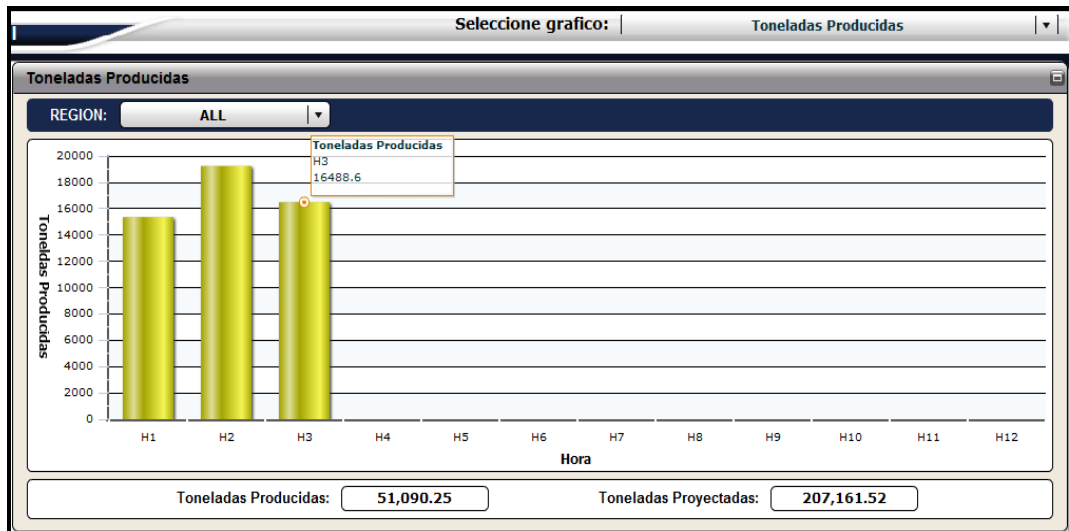 Seleccione grafico: Toneladas Producidas
Toneladas Producidas
REGION: ALL
Toneladas Producidas
H3
16488.6
20000
18000
16000
14000
12000
10000
8000
6000
4000
2000
0
Toneldas Producidas
H1 H2 H3 H4 H5 H6 H7 H8 H9 H10 H11 H12
Hora
Toneladas Producidas: 51,090.25 Toneladas Proyectadas: 207,161.52